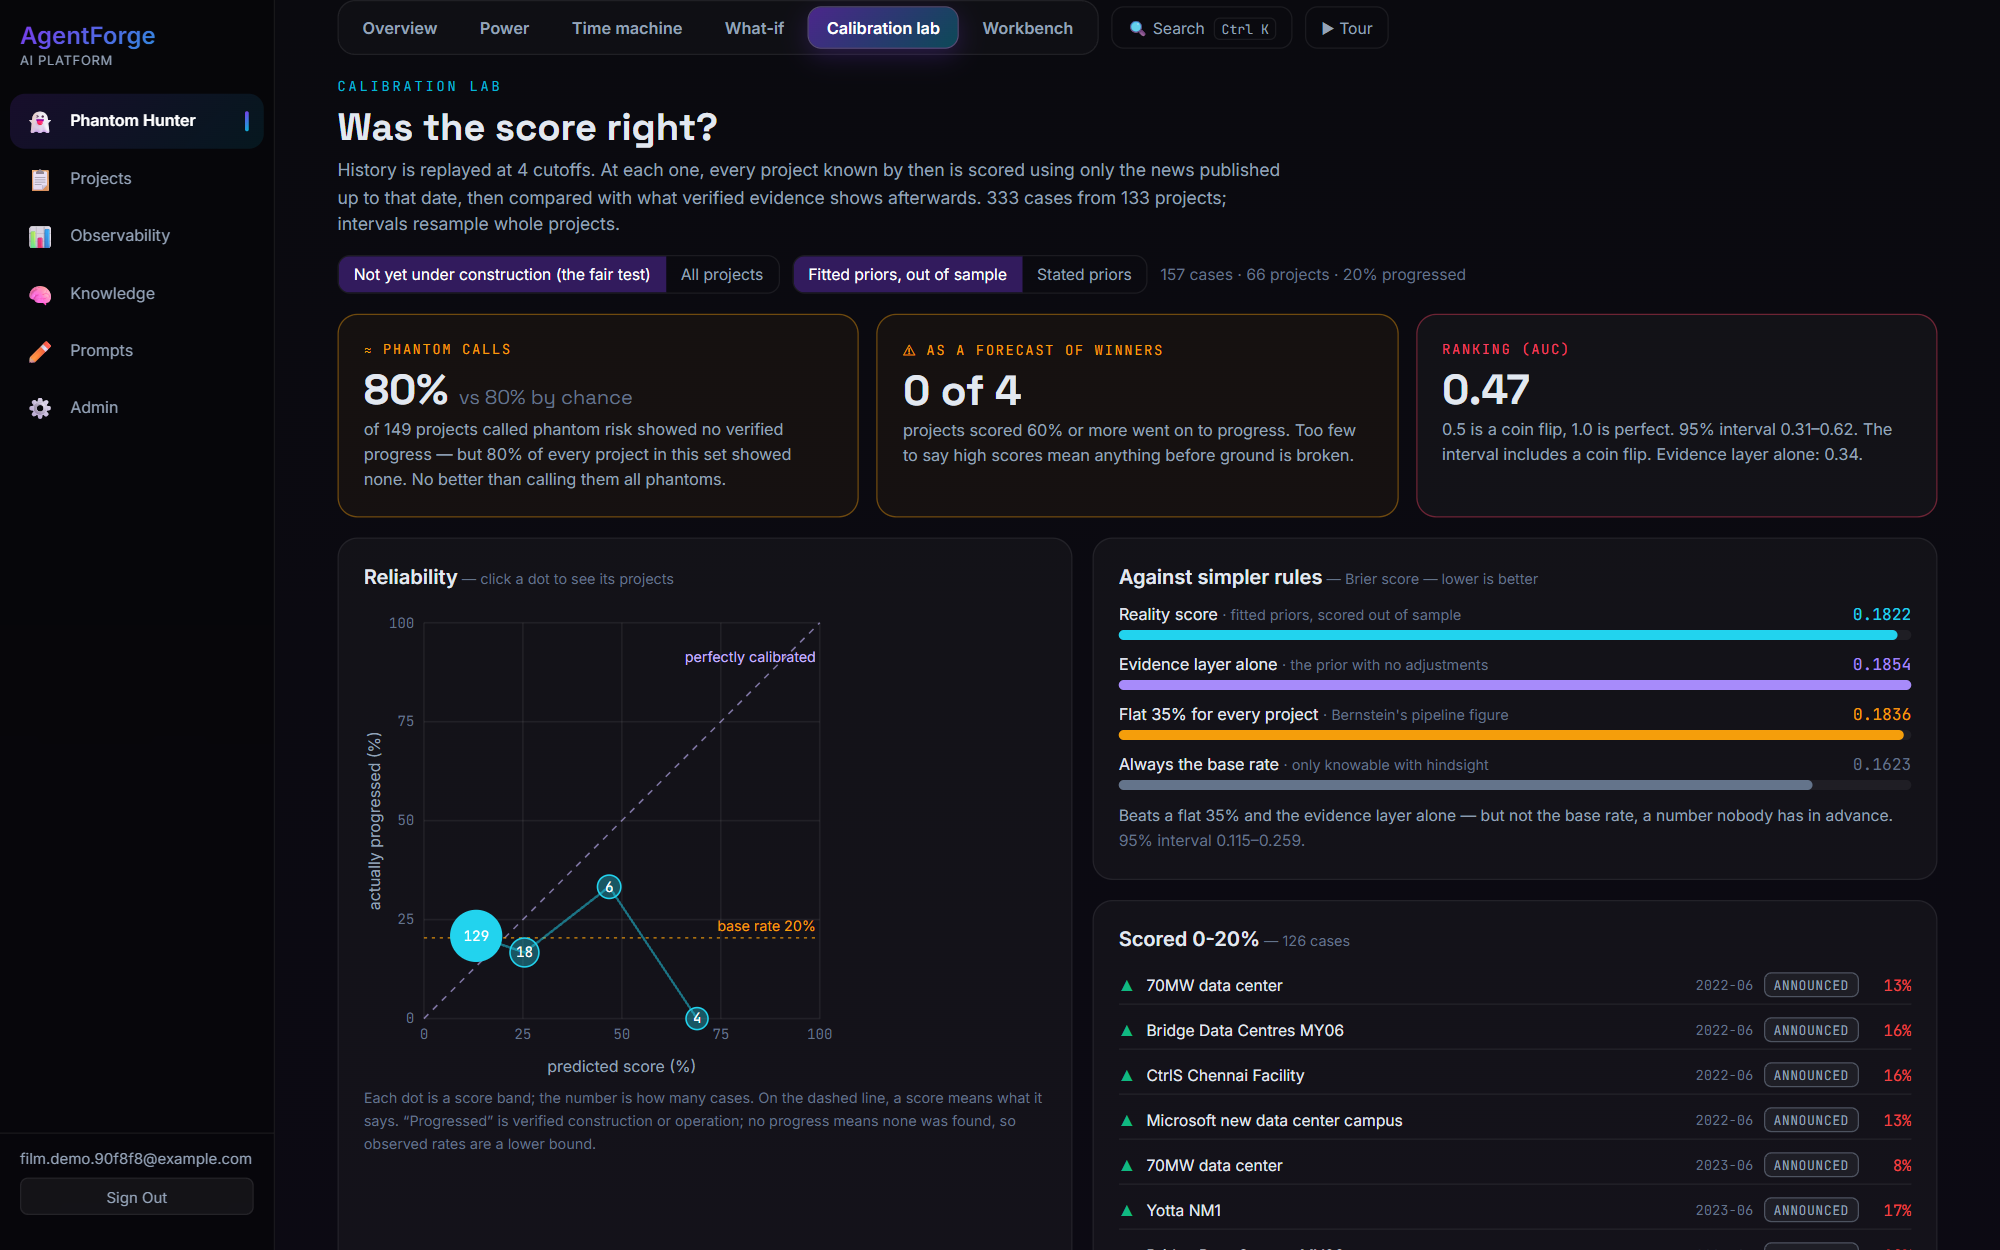 AgentForge
AI PLATFORM
Phantom Hunter
Projects
Observability
Knowledge
Prompts
Admin
film.demo.90f8f8@example.com
Sign Out
Overview
Power
Time machine
What-if
Calibration lab
Workbench
Search Ctrl K
▶ Tour
CALIBRATION LAB
Was the score right?
History is replayed at 4 cutoffs. At each one, every project known by then is scored using only the news published
up to that date, then compared with what verified evidence shows afterwards. 333 cases from 133 projects;
intervals resample whole projects.
Not yet under construction (the fair test)
All projects
Fitted priors, out of sample
Stated priors
157 cases · 66 projects · 20% progressed
≈ PHANTOM CALLS
80% vs 80% by chance
of 149 projects called phantom risk showed no verified
progress — but 80% of every project in this set showed
none. No better than calling them all phantoms.
⚠ AS A FORECAST OF WINNERS
0 of 4
projects scored 60% or more went on to progress. Too few
to say high scores mean anything before ground is broken.
RANKING (AUC)
0.47
0.5 is a coin flip, 1.0 is perfect. 95% interval 0.31–0.62. The
interval includes a coin flip. Evidence layer alone: 0.34.
Reliability — click a dot to see its projects
100
75
50
25
0
actually progressed (%)
perfectly calibrated
base rate 20%
129
18
6
4
0
25
50
75
100
predicted score (%)
Each dot is a score band; the number is how many cases. On the dashed line, a score means what it
says. “Progressed” is verified construction or operation; no progress means none was found, so
observed rates are a lower bound.
Against simpler rules — Brier score — lower is better
Reality score · fitted priors, scored out of sample 0.1822
Evidence layer alone · the prior with no adjustments 0.1854
Flat 35% for every project · Bernstein's pipeline figure 0.1836
Always the base rate · only knowable with hindsight 0.1623
Beats a flat 35% and the evidence layer alone — but not the base rate, a number nobody has in advance.
95% interval 0.115–0.259.
Scored 0-20% — 126 cases
▲ 70MW data center 2022-06 ANNOUNCED 13%
▲ Bridge Data Centres MY06 2022-06 ANNOUNCED 16%
▲ CtrlS Chennai Facility 2022-06 ANNOUNCED 16%
▲ Microsoft new data center campus 2022-06 ANNOUNCED 13%
▲ 70MW data center 2023-06 ANNOUNCED 8%
▲ Yotta NM1 2023-06 ANNOUNCED 17%